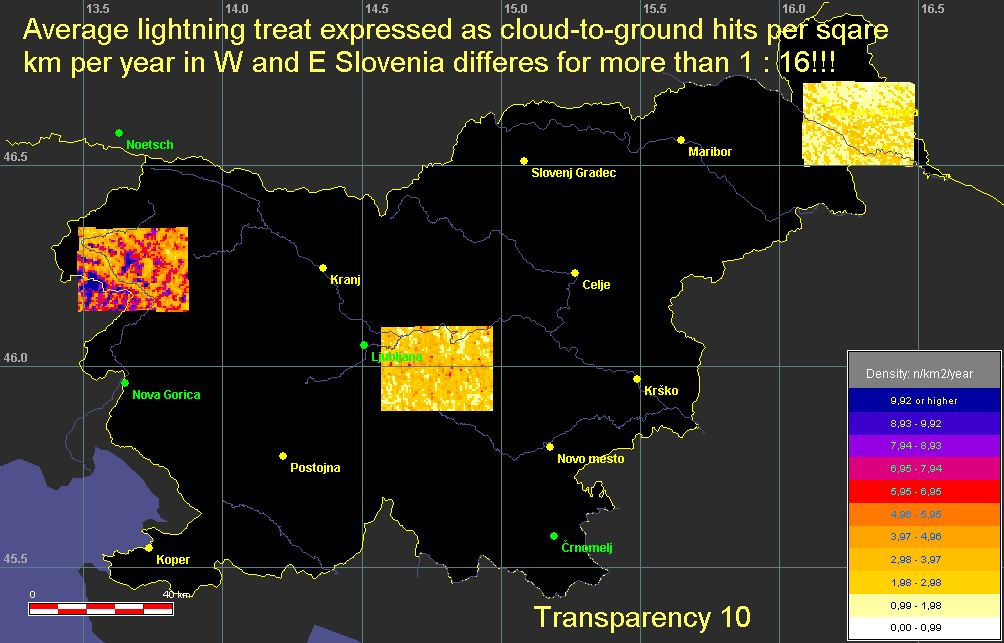 13.5 14.0 14.5 15.0 15.5 16.0 16.5
Average lightning treat expressed as cloud-to-ground hits per sqare
km per year in W and E Slovenia differes for more than 1 : 16!!!
Noetsch
Maribor
46.5
Slovenj Gradec
Kranj
Celje
Ljubljana
46.0
Nova Gorica
Krško
Postojna
Novo mesto
Črnomelj
Koper
45.5
0 40 km
Transparency 10
Density: n/km2/year
9,92 or higher
8,93 - 9,92
7,94 - 8,93
6,95 - 7,94
5,95 - 6,95
4,96 - 5,95
3,97 - 4,96
2,98 - 3,97
1,98 - 2,98
0,99 - 1,98
0,00 - 0,99